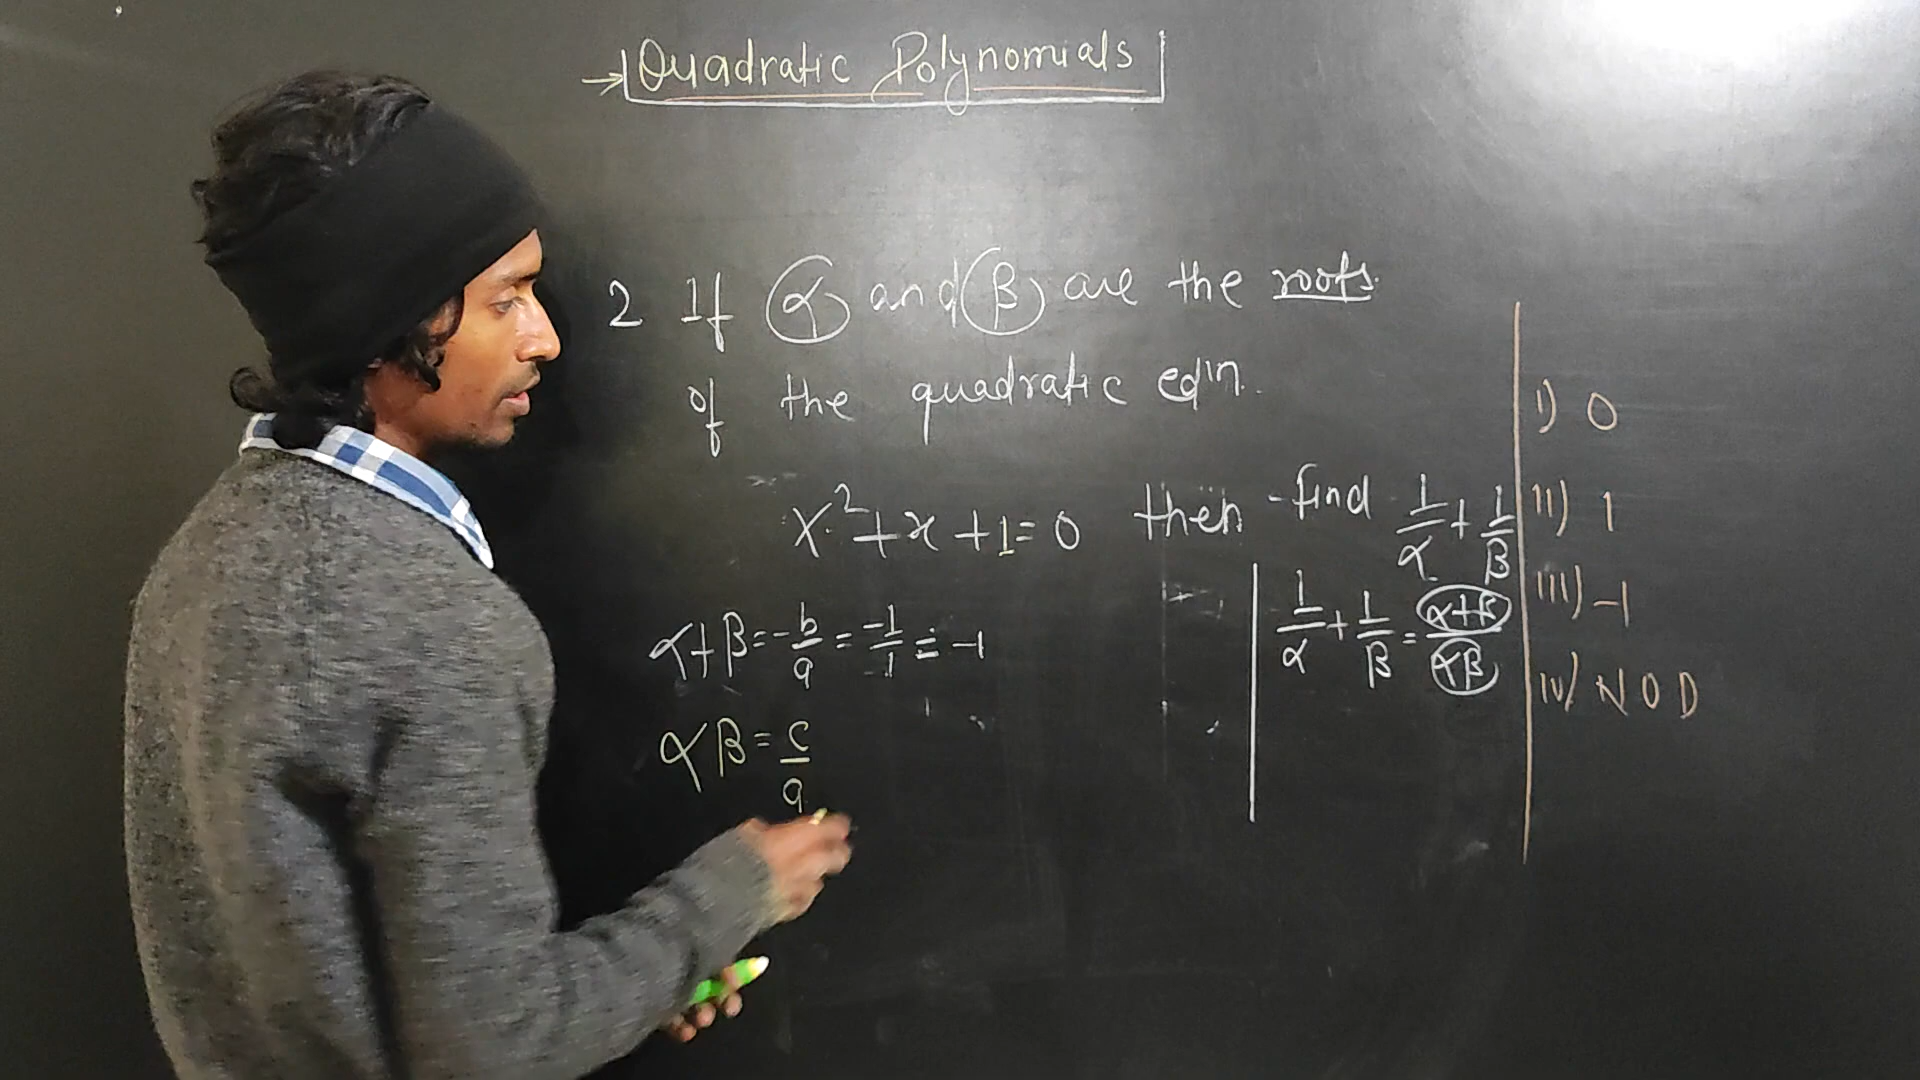 → Quadratic Polynomials
2 If α and β are the roots
of the quadratic eqn.
x²+x+1=0 then find 1/α + 1/β
α+β = -b/a = -1/1 = -1
αβ = c/a
1/α + 1/β = α+β/αβ
i) 0
ii) 1
iii) -1
iv) NOD